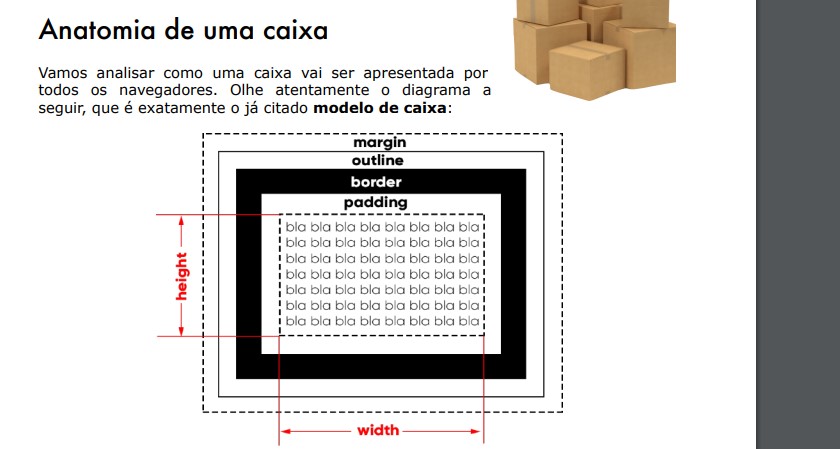 Anatomia de uma caixa
Vamos analisar como uma caixa vai ser apresentada por
todos os navegadores. Olhe atentamente o diagrama a
seguir, que é exatamente o já citado modelo de caixa:
margin
outline
border
padding
bla bla bla bla bla bla bla bla
bla bla bla bla bla bla bla bla
bla bla bla bla bla bla bla bla
bla bla bla bla bla bla bla bla
bla bla bla bla bla bla bla bla
bla bla bla bla bla bla bla bla
bla bla bla bla bla bla bla bla
height
width